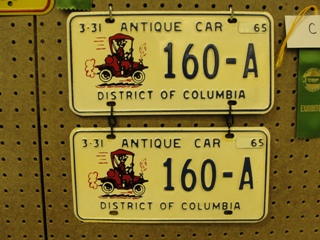 3-31 ANTIQUE CAR 65
160-A
DISTRICT OF COLUMBIA
3-31 ANTIQUE CAR 65
160-A
DISTRICT OF COLUMBIA